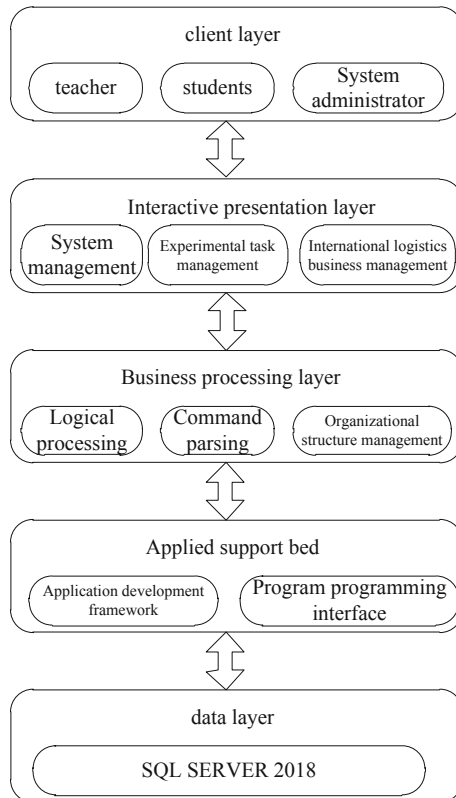 client layer
teacher
students
System
administrator
Interactive presentation layer
System
management
Experimental task
management
International logistics
business management
Business processing layer
Logical
processing
Command
parsing
Organizational
structure management
Applied support bed
Application development
framework
Program programming
interface
data layer
SQL SERVER 2018